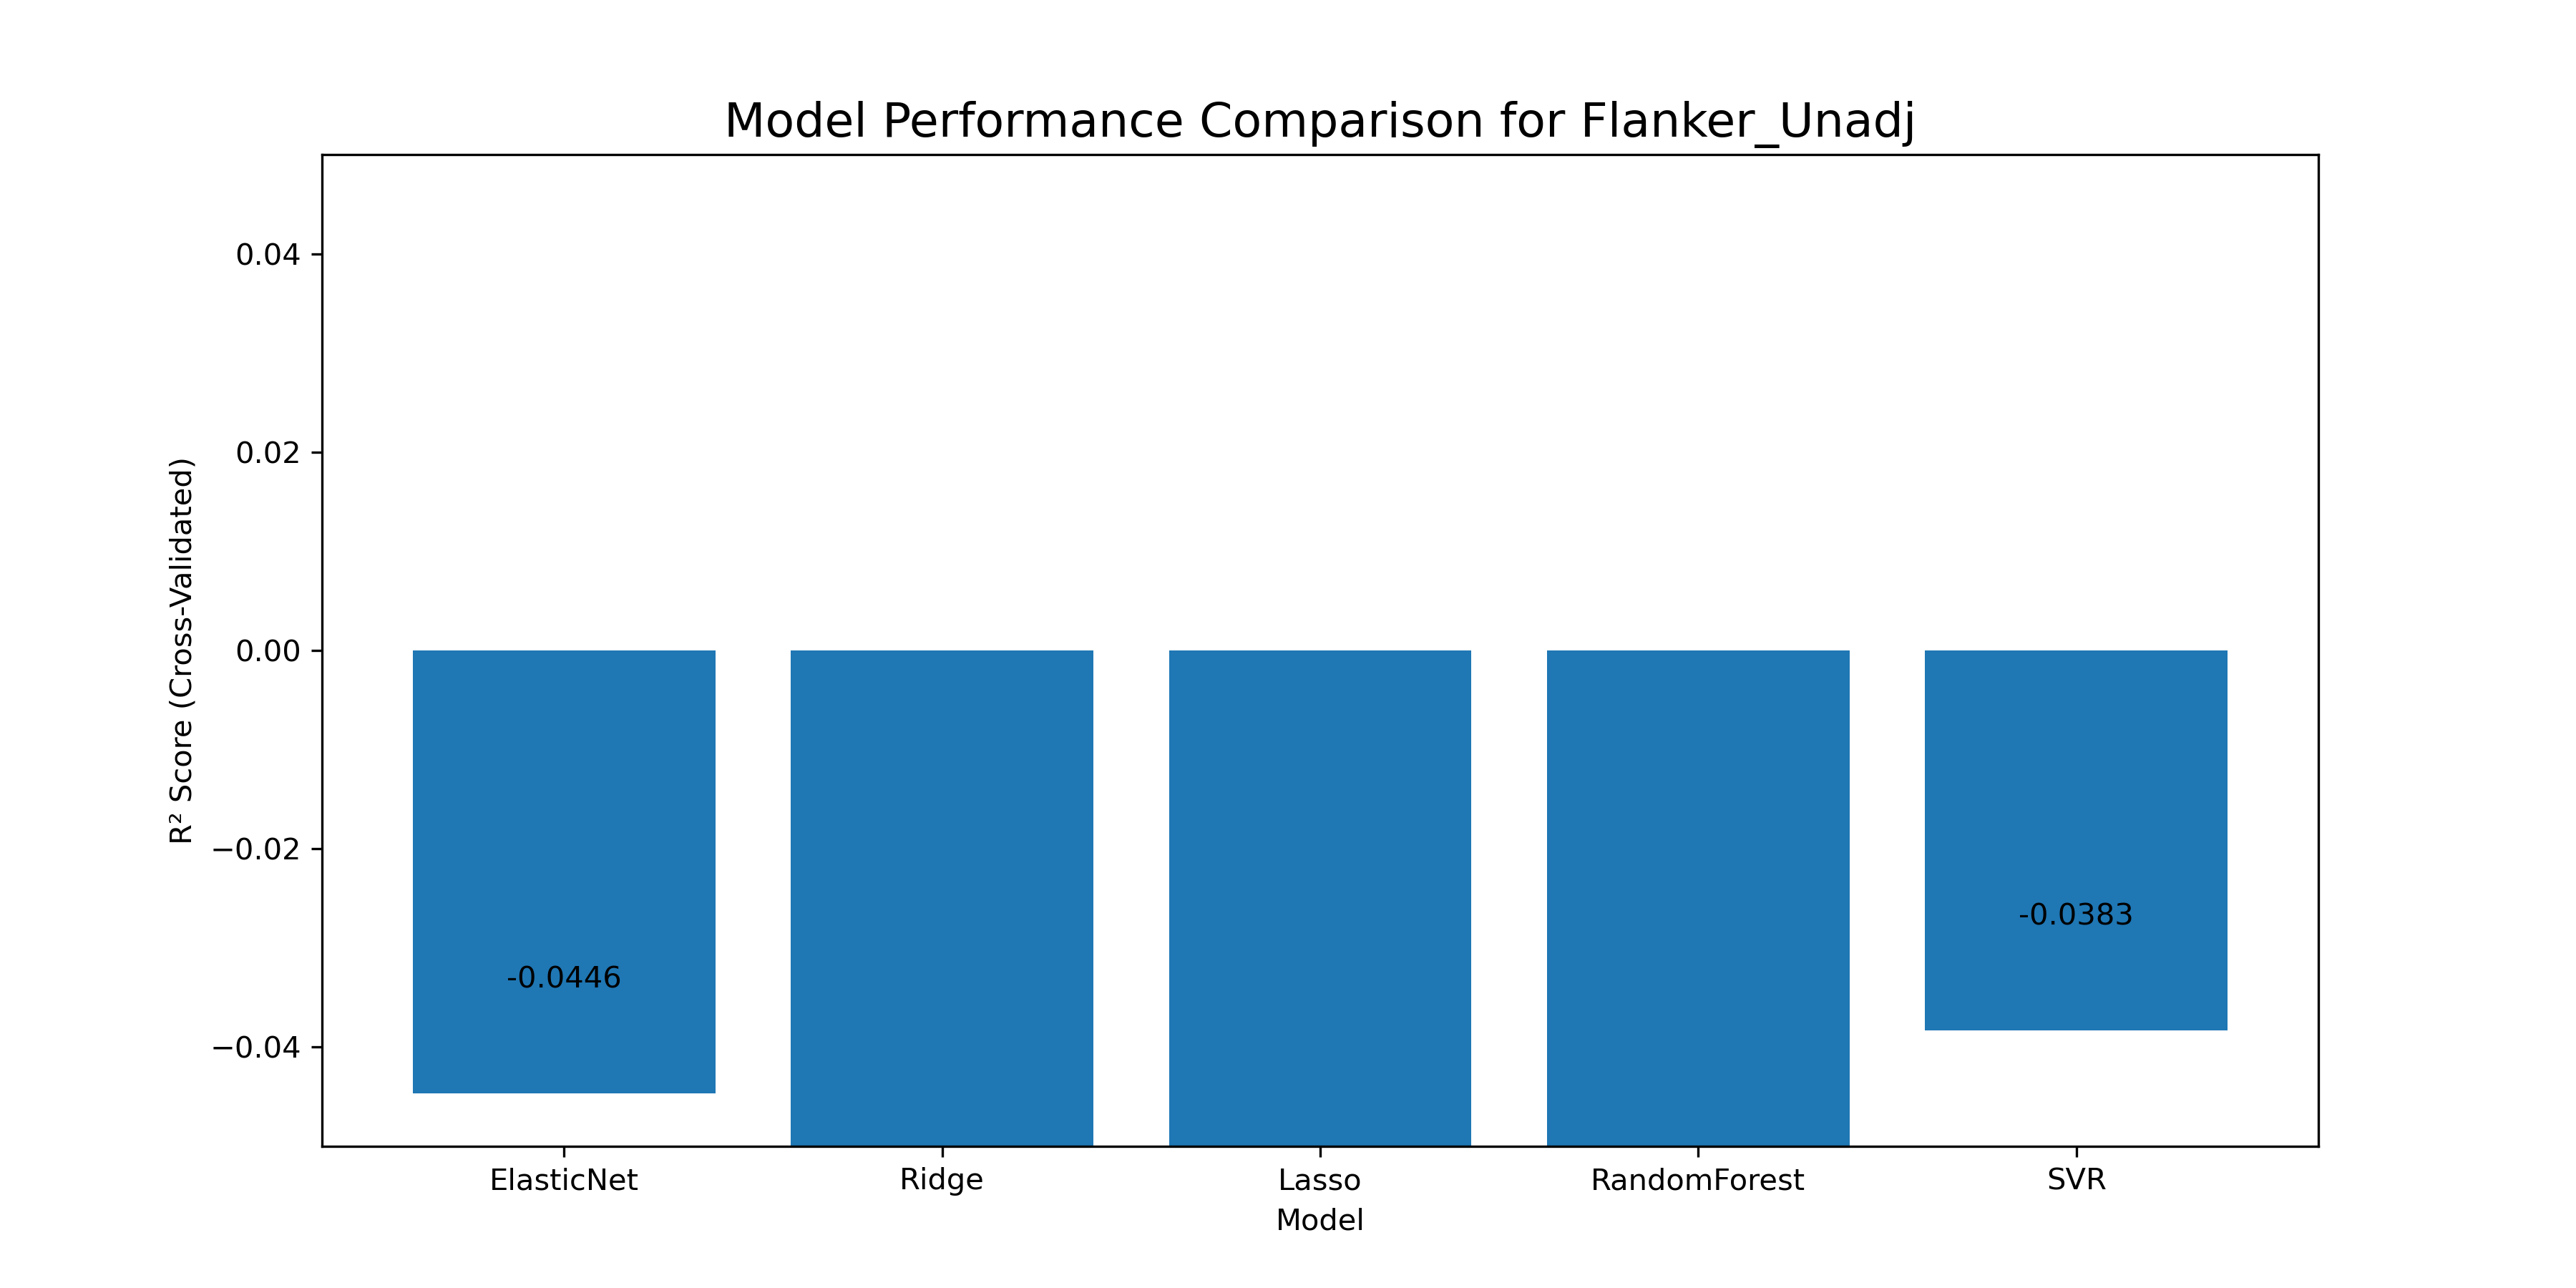 Model Performance Comparison for Flanker_Unadj
R² Score (Cross-Validated)
0.04
0.02
0.00
−0.02
−0.04
-0.0446
-0.0383
ElasticNet
Ridge
Lasso
RandomForest
SVR
Model